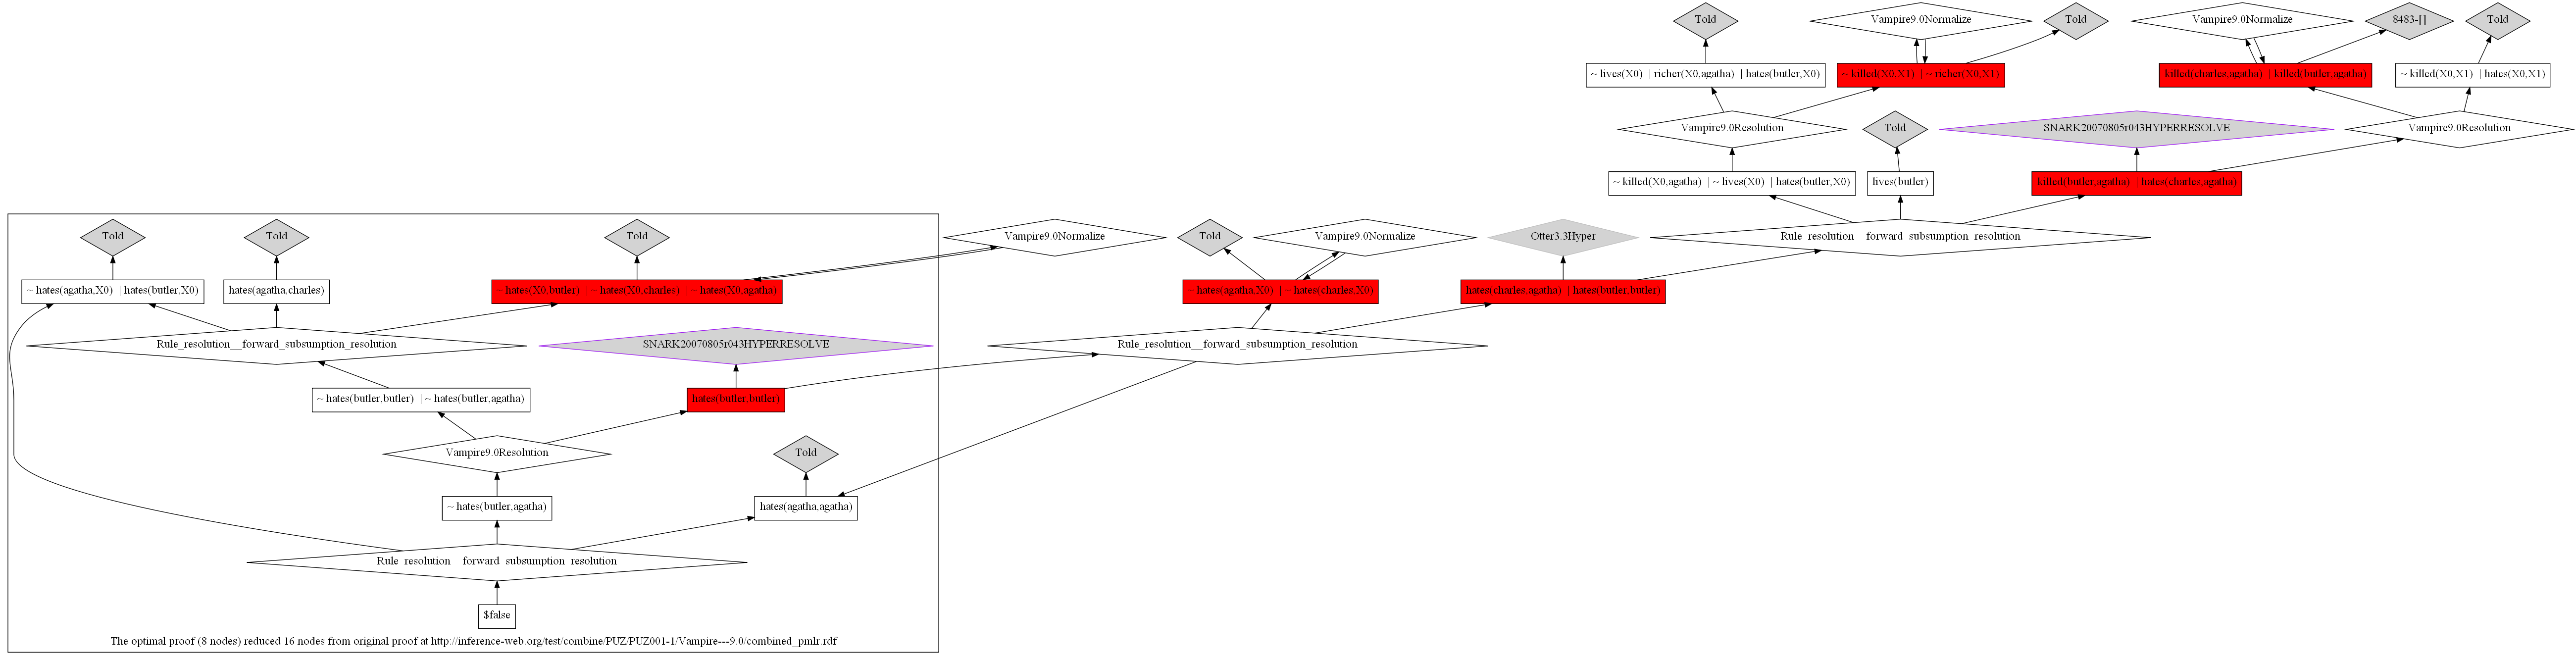 Told
Vampire9.0Normalize
Told
Vampire9.0Normalize
8483-[]
Told
~ lives(X0) | richer(X0,agatha) | hates(butler,X0)
~ killed(X0,X1) | ~ richer(X0,X1)
killed(charles,agatha) | killed(butler,agatha)
~ killed(X0,X1) | hates(X0,X1)
Vampire9.0Resolution
Told
SNARK20070805r043HYPERRESOLVE
Vampire9.0Resolution
~ killed(X0,agatha) | ~ lives(X0) | hates(butler,X0)
lives(butler)
killed(butler,agatha) | hates(charles,agatha)
Told
Told
Told
Vampire9.0Normalize
Told
Vampire9.0Normalize
Otter3.3Hyper
Rule_resolution__forward_subsumption_resolution
~ hates(agatha,X0) | hates(butler,X0)
hates(agatha,charles)
~ hates(X0,butler) | ~ hates(X0,charles) | ~ hates(X0,agatha)
~ hates(agatha,X0) | ~ hates(charles,X0)
hates(charles,agatha) | hates(butler,butler)
Rule_resolution__forward_subsumption_resolution
SNARK20070805r043HYPERRESOLVE
Rule_resolution__forward_subsumption_resolution
~ hates(butler,butler) | ~ hates(butler,agatha)
hates(butler,butler)
Vampire9.0Resolution
Told
~ hates(butler,agatha)
hates(agatha,agatha)
Rule_resolution__forward_subsumption_resolution
$false
The optimal proof (8 nodes) reduced 16 nodes from original proof at http://inference-web.org/test/combine/PUZ/PUZ001-1/Vampire---9.0/combined_pmlr.rdf